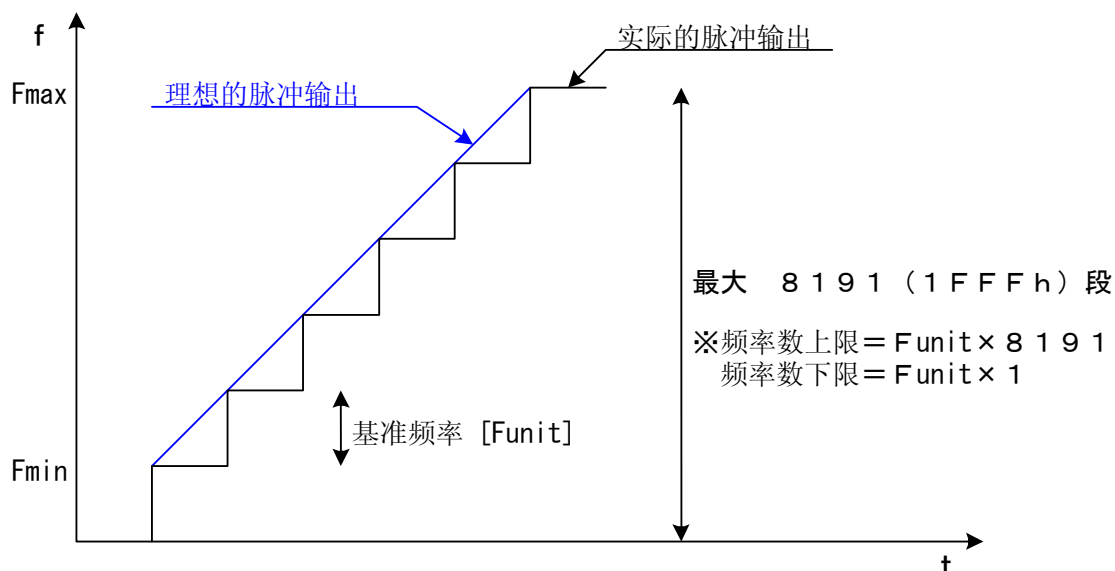 f
实际的脉冲输出
Fmax
理想的脉冲输出
最大　８１９１（１ＦＦＦｈ）段
※频率数上限＝Ｆunit×８１９１
频率数下限＝Ｆunit×１
基准频率 [Funit]
Fmin
t